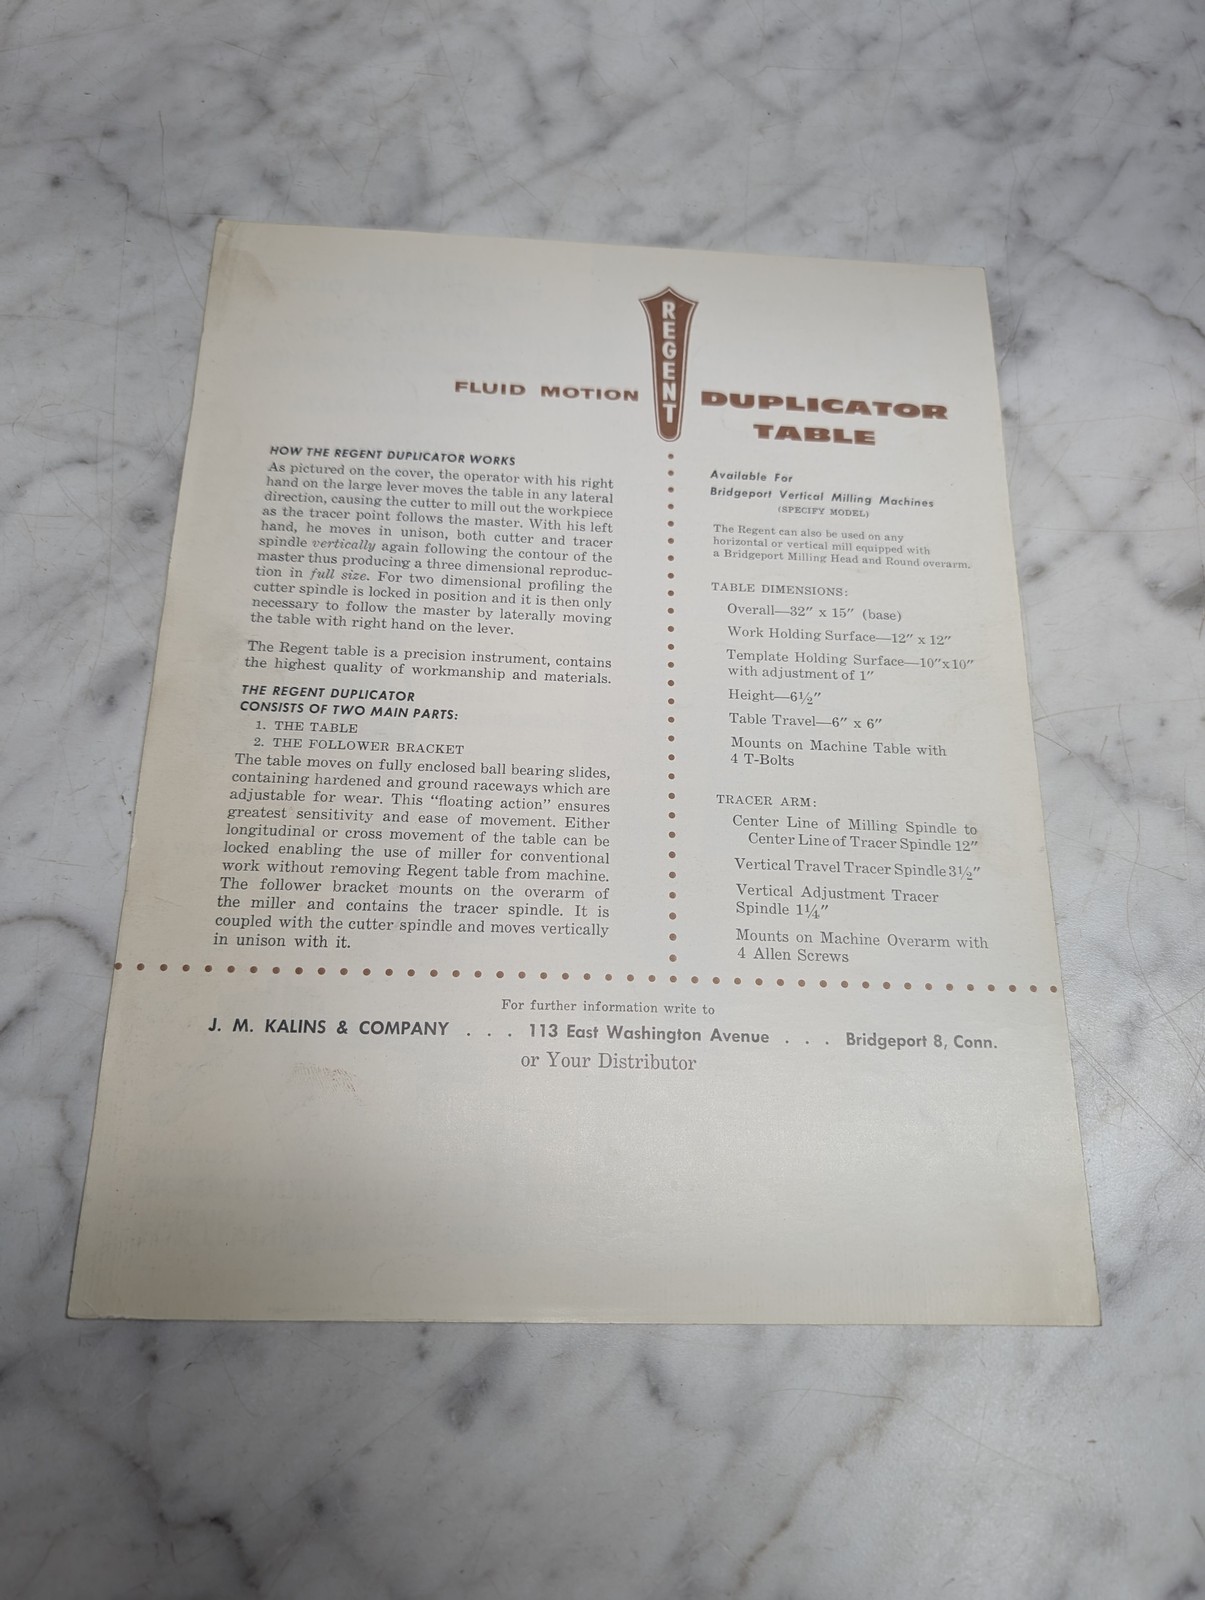 FLUID MOTION REGENT DUPLICATOR
TABLE
HOW THE REGENT DUPLICATOR WORKS
As pictured on the cover, the operator with his right
hand on the large lever moves the table in any lateral
direction, causing the cutter to mill out the workpiece
as the tracer point follows the master. With his left
hand, he moves in unison, both cutter and tracer
spindle vertically again following the contour of the
master thus producing a three dimensional reproduc-
tion in full size. For two dimensional profiling the
cutter spindle is locked in position and it is then only
necessary to follow the master by laterally moving
the table with right hand on the lever.
The Regent table is a precision instrument, contains
the highest quality of workmanship and materials.
THE REGENT DUPLICATOR
CONSISTS OF TWO MAIN PARTS:
1. THE TABLE
2. THE FOLLOWER BRACKET
The table moves on fully enclosed ball bearing slides,
containing hardened and ground raceways which are
adjustable for wear. This “floating action” ensures
greatest sensitivity and ease of movement. Either
longitudinal or cross movement of the table can be
locked enabling the use of miller for conventional
work without removing Regent table from machine.
The follower bracket mounts on the overarm of
the miller and contains the tracer spindle. It is
coupled with the cutter spindle and moves vertically
in unison with it.
Available For
Bridgeport Vertical Milling Machines
(SPECIFY MODEL)
The Regent can also be used on any
horizontal or vertical mill equipped with
a Bridgeport Milling Head and Round overarm.
TABLE DIMENSIONS:
Overall—32″ x 15″ (base)
Work Holding Surface—12″ x 12″
Template Holding Surface—10″x10″
with adjustment of 1″
Height—6½″
Table Travel—6″ x 6″
Mounts on Machine Table with
4 T-Bolts
TRACER ARM:
Center Line of Milling Spindle to
Center Line of Tracer Spindle 12″
Vertical Travel Tracer Spindle 3½″
Vertical Adjustment Tracer
Spindle 1¼″
Mounts on Machine Overarm with
4 Allen Screws
For further information write to
J. M. KALINS & COMPANY . . . 113 East Washington Avenue . . . Bridgeport 8, Conn.
or Your Distributor